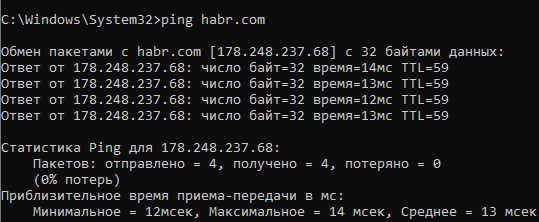 C:\Windows\System32>ping habr.com
Обмен пакетами с habr.com [178.248.237.68] с 32 байтами данных:
Ответ от 178.248.237.68: число байт=32 время=14мс TTL=59
Ответ от 178.248.237.68: число байт=32 время=13мс TTL=59
Ответ от 178.248.237.68: число байт=32 время=12мс TTL=59
Ответ от 178.248.237.68: число байт=32 время=13мс TTL=59
Статистика Ping для 178.248.237.68:
Пакетов: отправлено = 4, получено = 4, потеряно = 0
(0% потерь)
Приблизительное время приема-передачи в мс:
Минимальное = 12мсек, Максимальное = 14 мсек, Среднее = 13 мсек